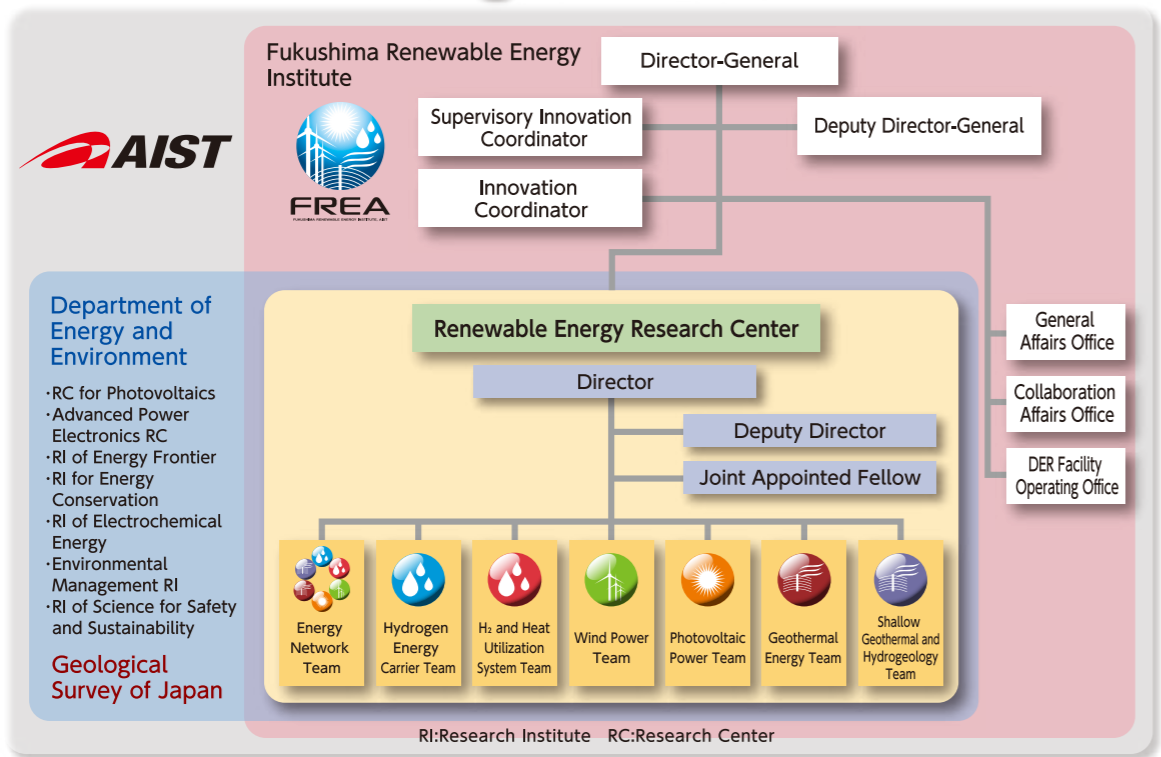 Fukushima Renewable Energy
Institute
Director-General
Supervisory Innovation
Coordinator
Deputy Director-General
AIST
FREA
FUKUSHIMA RENEWABLE ENERGY INSTITUTE, AIST
Innovation
Coordinator
Department of
Energy and
Environment
・RC for Photovoltaics
・Advanced Power
Electronics RC
・RI of Energy Frontier
・RI for Energy
Conservation
・RI of Electrochemical
Energy
・Environmental
Management RI
・RI of Science for Safety
and Sustainability
Geological
Survey of Japan
Renewable Energy Research Center
Director
Deputy Director
Joint Appointed Fellow
General
Affairs Office
Collaboration
Affairs Office
DER Facility
Operating Office
Energy
Network
Team
Hydrogen
Energy
Carrier Team
H₂ and Heat
Utilization
System Team
Wind Power
Team
Photovoltaic
Power Team
Geothermal
Energy Team
Shallow
Geothermal and
Hydrogeology
Team
RI:Research Institute RC:Research Center